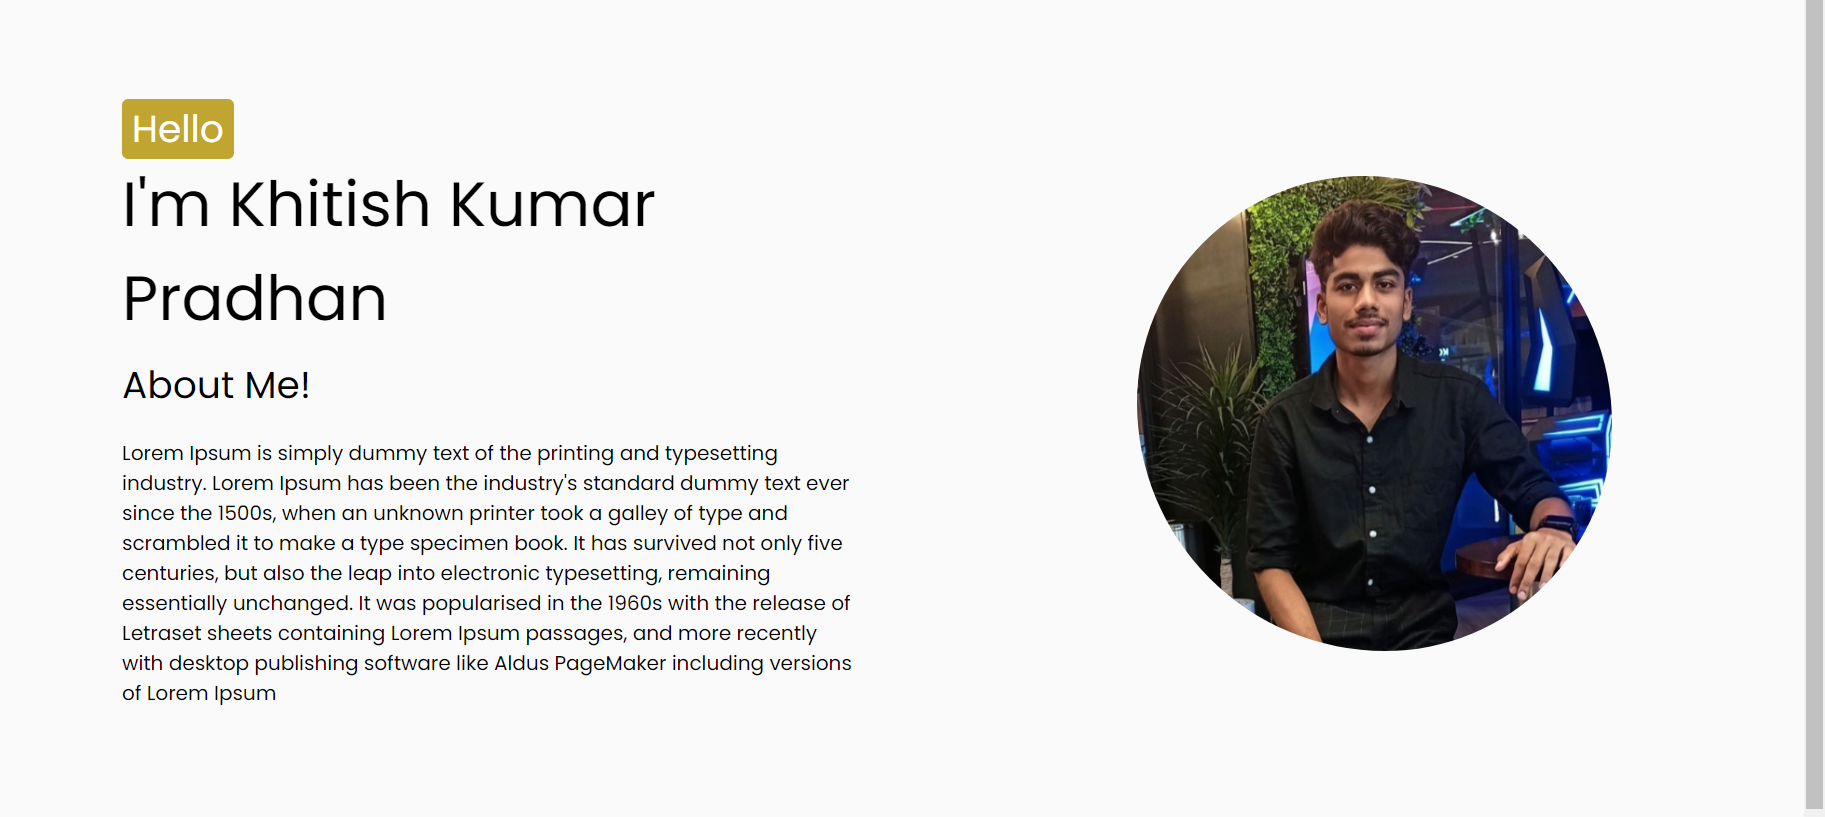 Hello
I'm Khitish Kumar
Pradhan
About Me!
Lorem Ipsum is simply dummy text of the printing and typesetting
industry. Lorem Ipsum has been the industry's standard dummy text ever
since the 1500s, when an unknown printer took a galley of type and
scrambled it to make a type specimen book. It has survived not only five
centuries, but also the leap into electronic typesetting, remaining
essentially unchanged. It was popularised in the 1960s with the release of
Letraset sheets containing Lorem Ipsum passages, and more recently
with desktop publishing software like Aldus PageMaker including versions
of Lorem Ipsum